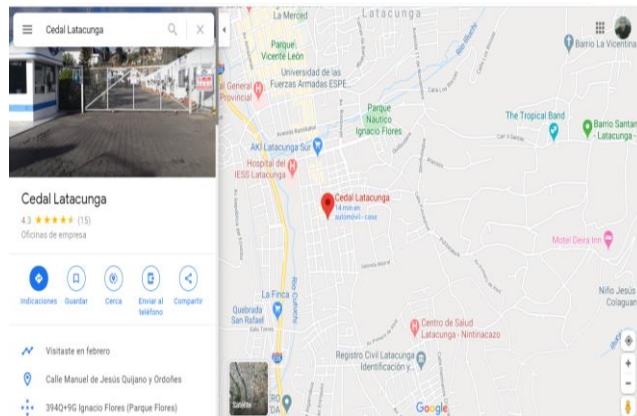 Cedal Latacunga
Cedal Latacunga
4.3 (15)
Oficinas de empresa
Indicaciones
Guardar
Cerca
Enviar al
teléfono
Compartir
Visitaste en febrero
Calle Manuel de Jesús Quijano y Ordoñes
394Q+9G Ignacio Flores (Parque Flores)
La Merced
Latacunga
Parque
Vicente León
Universidad de las
Fuerzas Armadas ESPE
al General
Provincial
Barrio La Vicentina
Parque
Náutico
Ignacio Flores
The Tropical Band
Barrio Santan
- Latacunga -
AKI Latacunga Sur
Hospital del
IESS Latacunga
Cedal Latacunga
14 min en
automóvil - casa
Motel Deira Inn
Niño Jesús
Colaguan
La Finca
Quebrada
San Rafael
Río Cutuchi
Centro de Salud
Latacunga - Nintinacazo
Registro Civil Latacunga
Identificación y...
Satélite
Google